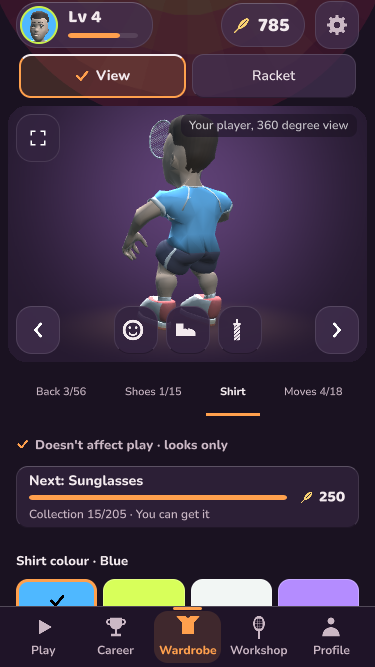 Lv 4
785
View
Racket
Your player, 360 degree view
Back 3/56
Shoes 1/15
Shirt
Moves 4/18
Doesn't affect play · looks only
Next: Sunglasses
250
Collection 15/205 · You can get it
Shirt colour · Blue
Play
Career
Wardrobe
Workshop
Profile